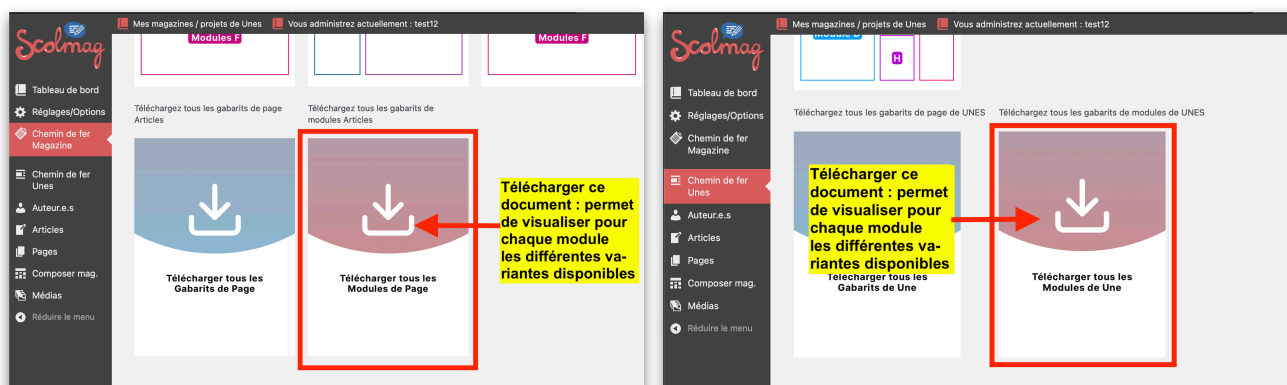 Scolmag
Mes magazines / projets de Unes Vous administrez actuellement : test12
Modules F
Modules F
Tableau de bord
Réglages/Options
Chemin de fer
Magazine
Chemin de fer
Unes
Auteur.e.s
Articles
Pages
Composer mag.
Médias
Réduire le menu
Téléchargez tous les gabarits de page
Articles
Téléchargez tous les gabarits de
modules Articles
Télécharger tous les
Gabarits de Page
Télécharger tous les
Modules de Page
Télécharger ce
document : permet
de visualiser pour
chaque module
les différentes va-
riantes disponibles
Scolmag
Mes magazines / projets de Unes Vous administrez actuellement : test12
Module D
H
Tableau de bord
Réglages/Options
Chemin de fer
Magazine
Chemin de fer
Unes
Auteur.e.s
Articles
Pages
Composer mag.
Médias
Réduire le menu
Téléchargez tous les gabarits de page de UNES
Téléchargez tous les gabarits de modules de UNES
Télécharger ce
document : permet
de visualiser pour
chaque module
les différentes va-
riantes disponibles
Télécharger tous les
Gabarits de Une
Télécharger tous les
Modules de Une